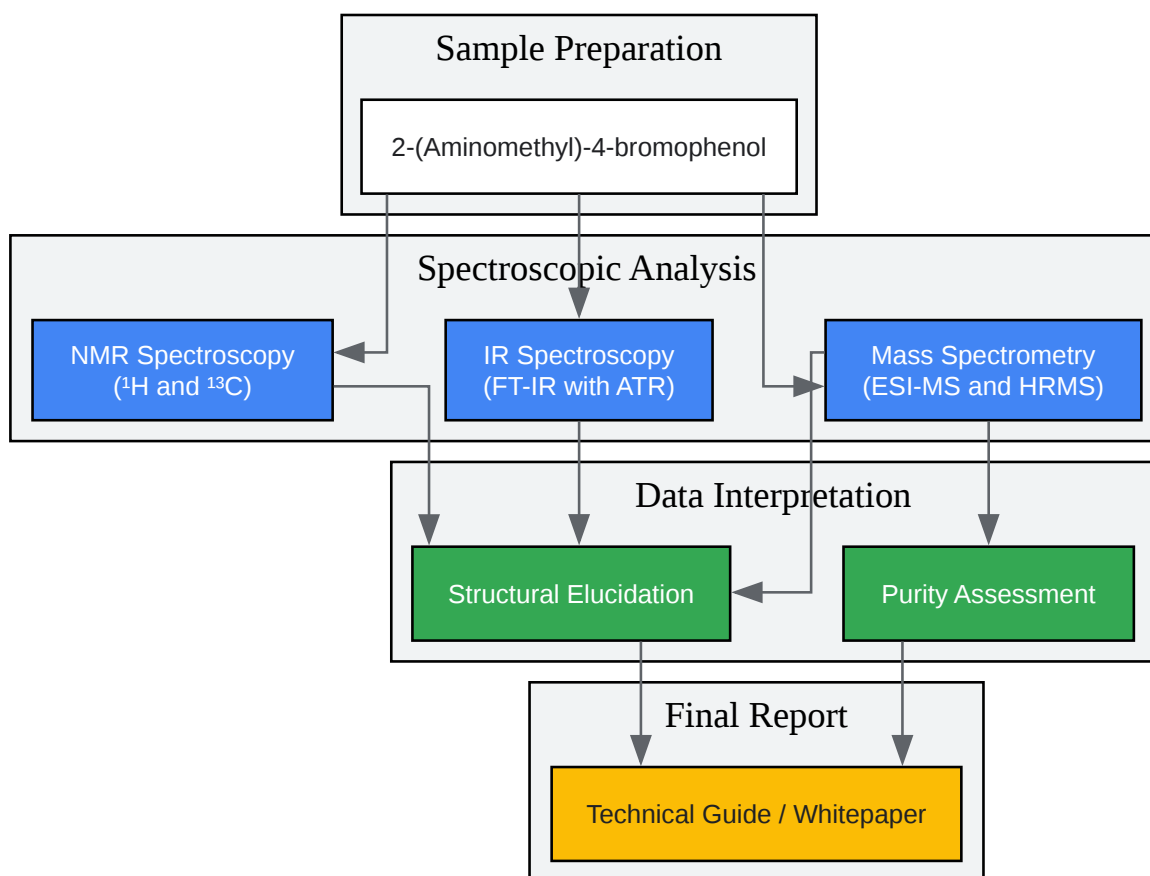 Sample Preparation
2-(Aminomethyl)-4-bromophenol
Spectroscopic Analysis
NMR Spectroscopy
(¹H and ¹³C)
IR Spectroscopy
(FT-IR with ATR)
Mass Spectrometry
(ESI-MS and HRMS)
Data Interpretation
Structural Elucidation
Purity Assessment
Final Report
Technical Guide / Whitepaper